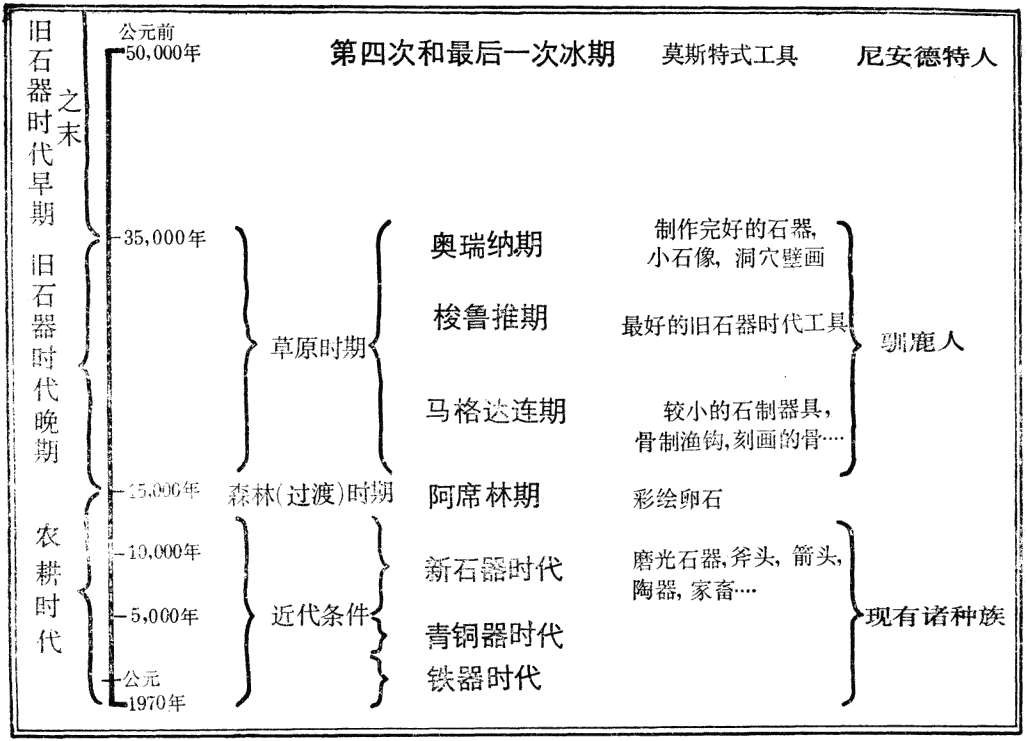 旧石器时代早期
之末
旧石器时代晚期
农耕时代
公元前
50,000年
35,000年
15,000年
10,000年
5,000年
公元
1970年
第四次和最后一次冰期
莫斯特式工具
尼安德特人
草原时期
奥瑞纳期
制作完好的石器,
小石像, 洞穴壁画
梭鲁推期
最好的旧石器时代工具
马格达连期
较小的石制器具,
骨制渔钩,刻画的骨····
驯鹿人
森林(过渡)时期
阿席林期
彩绘卵石
近代条件
新石器时代
磨光石器,斧头, 箭头,
陶器, 家畜····
青铜器时代
铁器时代
现有诸种族